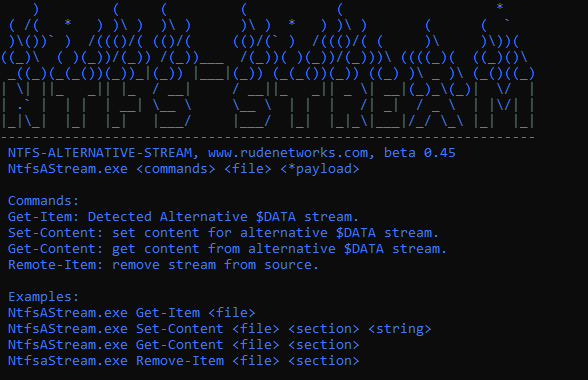 NTFS STREAM
NTFS-ALTERNATIVE-STREAM, www.rudenetworks.com, beta 0.45
NtfsAStream.exe <commands> <file> <*payload>
Commands:
Get-Item: Detected Alternative $DATA stream.
Set-Content: set content for alternative $DATA stream.
Get-Content: get content from alternative $DATA stream.
Remote-Item: remove stream from source.
Examples:
NtfsAStream.exe Get-Item <file>
NtfsAStream.exe Set-Content <file> <section> <string>
NtfsAStream.exe Get-Content <file> <section>
NtfsaStream.exe Remove-Item <file> <section>